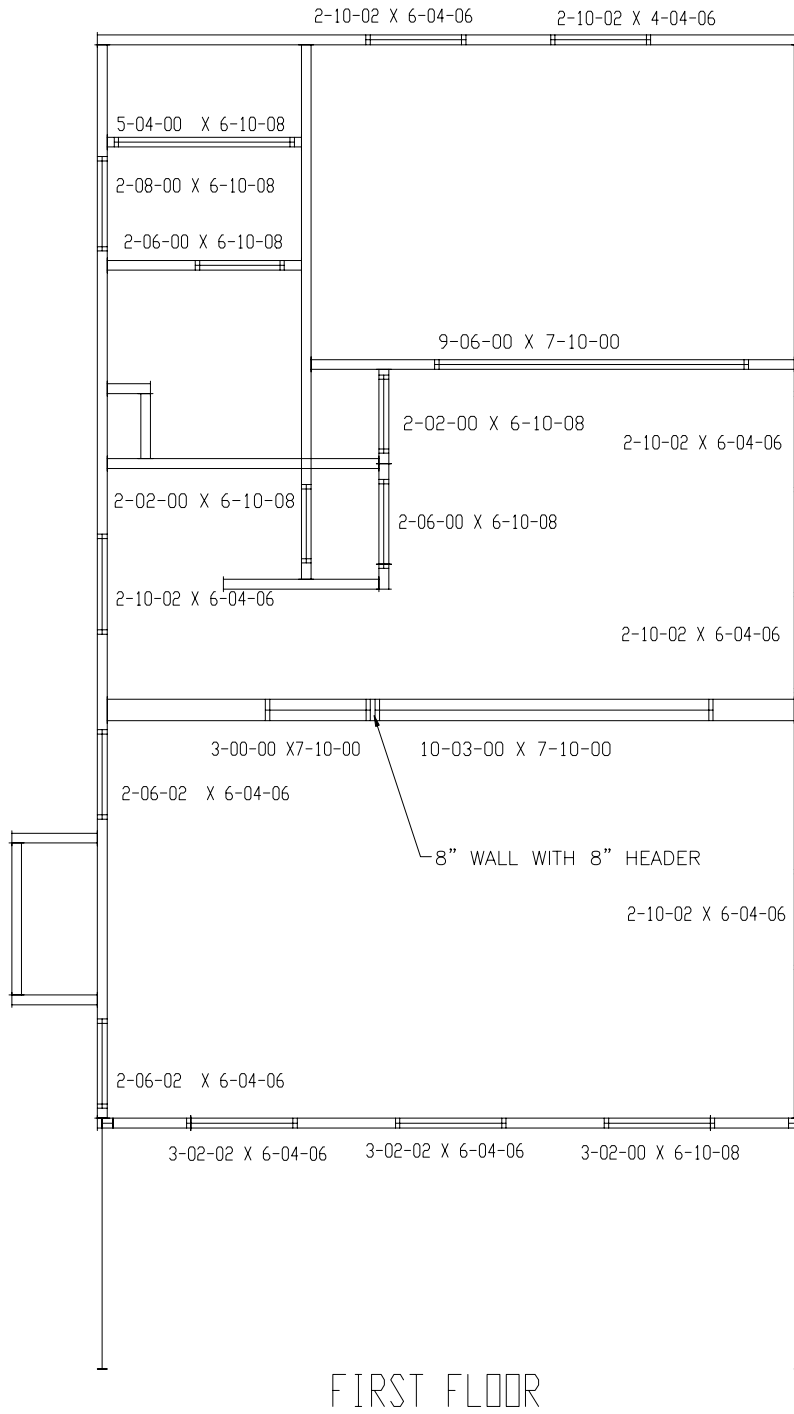 2-10-02 X 6-04-06
2-10-02 X 4-04-06
5-04-00 X 6-10-08
2-08-00 X 6-10-08
2-06-00 X 6-10-08
9-06-00 X 7-10-00
2-02-00 X 6-10-08
2-10-02 X 6-04-06
2-02-00 X 6-10-08
2-06-00 X 6-10-08
2-10-02 X 6-04-06
2-10-02 X 6-04-06
3-00-00 X7-10-00
10-03-00 X 7-10-00
2-06-02 X 6-04-06
8” WALL WITH 8” HEADER
2-10-02 X 6-04-06
2-06-02 X 6-04-06
3-02-02 X 6-04-06
3-02-02 X 6-04-06
3-02-00 X 6-10-08
FIRST FLOOR